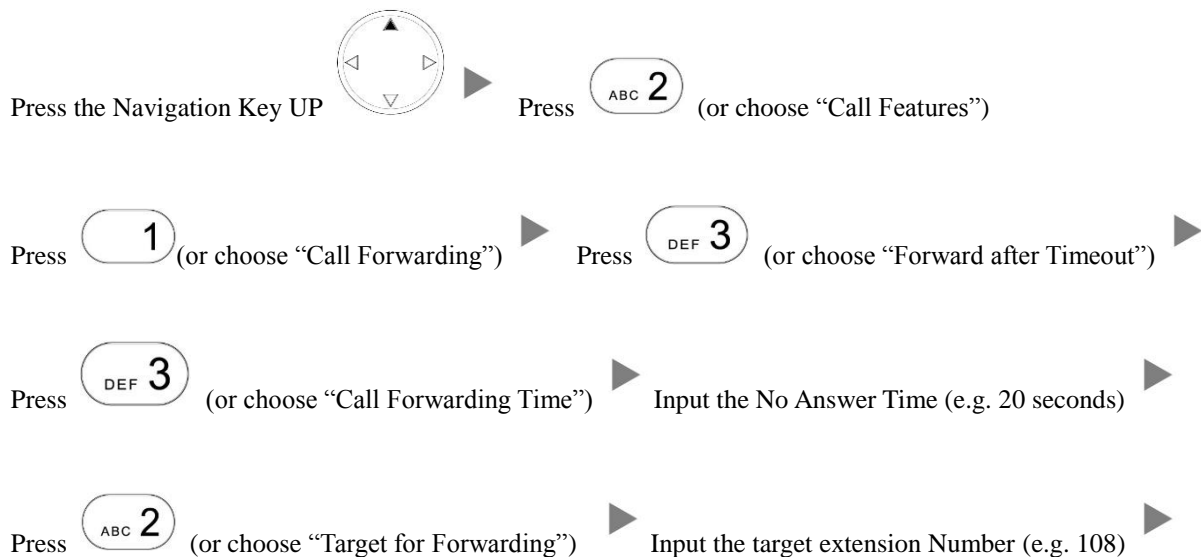 Press the Navigation Key UP Press ABC 2 (or choose “Call Features”)
Press 1 (or choose “Call Forwarding”) Press DEF 3 (or choose “Forward after Timeout”)
Press DEF 3 (or choose “Call Forwarding Time”) Input the No Answer Time (e.g. 20 seconds)
Press ABC 2 (or choose “Target for Forwarding”) Input the target extension Number (e.g. 108)